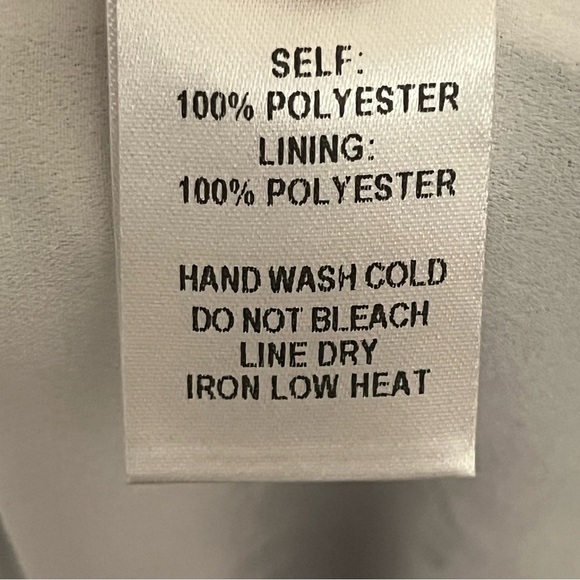 SELF:
100% POLYESTER
LINING:
100% POLYESTER
HAND WASH COLD
DO NOT BLEACH
LINE DRY
IRON LOW HEAT